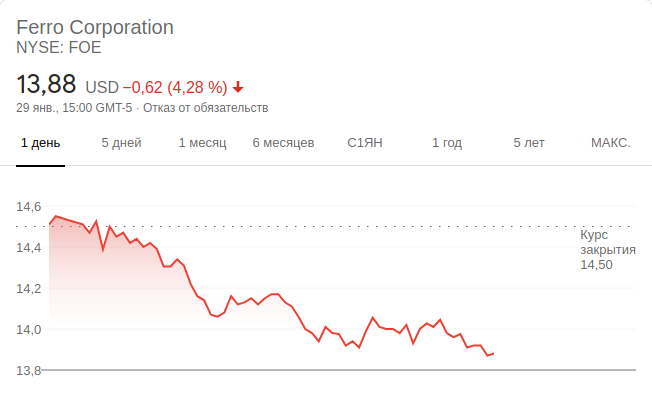 Ferro Corporation
NYSE: FOE
13,88 USD −0,62 (4,28 %)
29 янв., 15:00 GMT-5 · Отказ от обязательств
1 день 5 дней 1 месяц 6 месяцев С1ЯН 1 год 5 лет МАКС.
14,6
Курс
закрытия
14,50
14,4
14,2
14,0
13,8